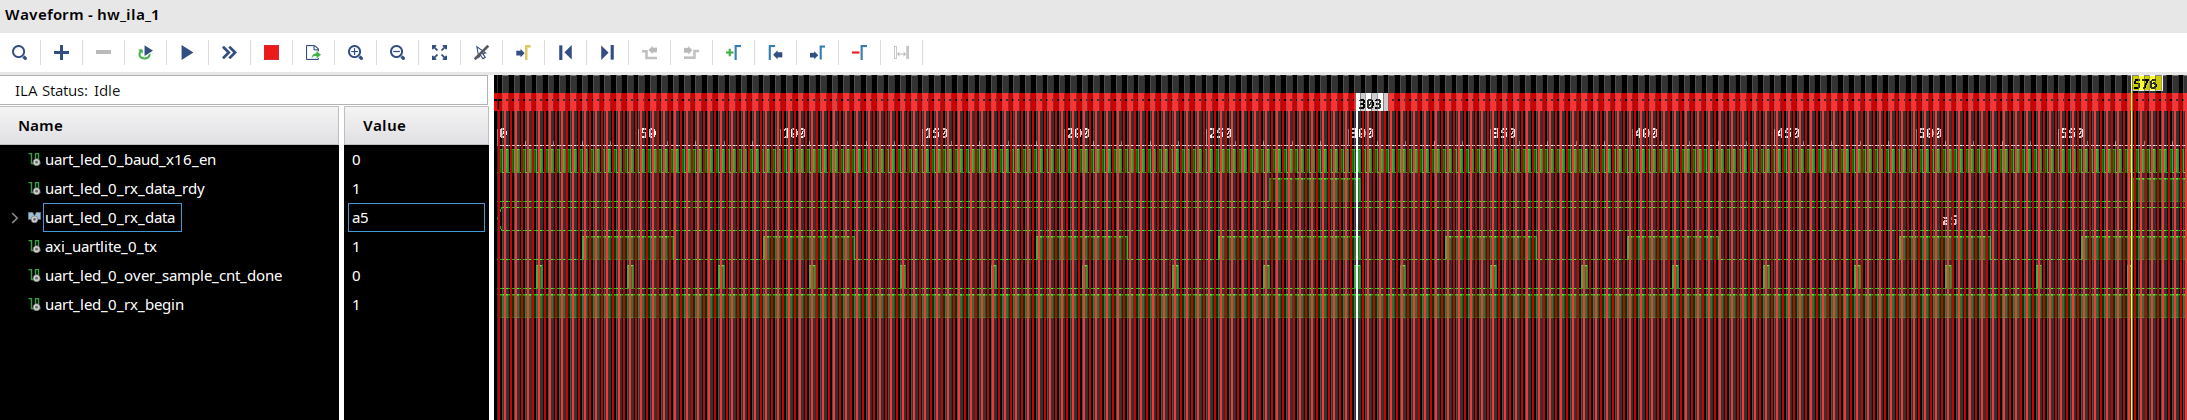 Waveform - hw_ila_1
ILA Status: Idle
576
303
Name Value
0 50 100 150 200 250 300 350 400 450 500 550
uart_led_0_baud_x16_en 0
uart_led_0_rx_data_rdy 1
uart_led_0_rx_data a5 a5
axi_uartlite_0_tx 1
uart_led_0_over_sample_cnt_done 0
uart_led_0_rx_begin 1